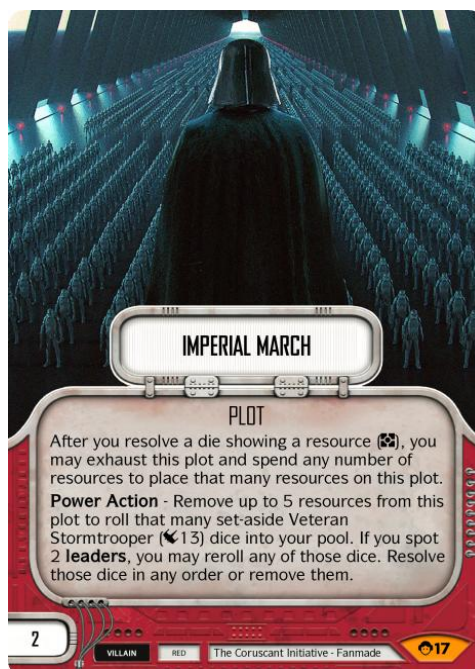 IMPERIAL MARCH
PLOT
After you resolve a die showing a resource (), you
may exhaust this plot and spend any number of
resources to place that many resources on this plot.
Power Action - Remove up to 5 resources from this
plot to roll that many set-aside Veteran
Stormtrooper (13) dice into your pool. If you spot
2 leaders, you may reroll any of those dice. Resolve
those dice in any order or remove them.
2
VILLAIN
RED
The Coruscant Initiative - Fanmade
17